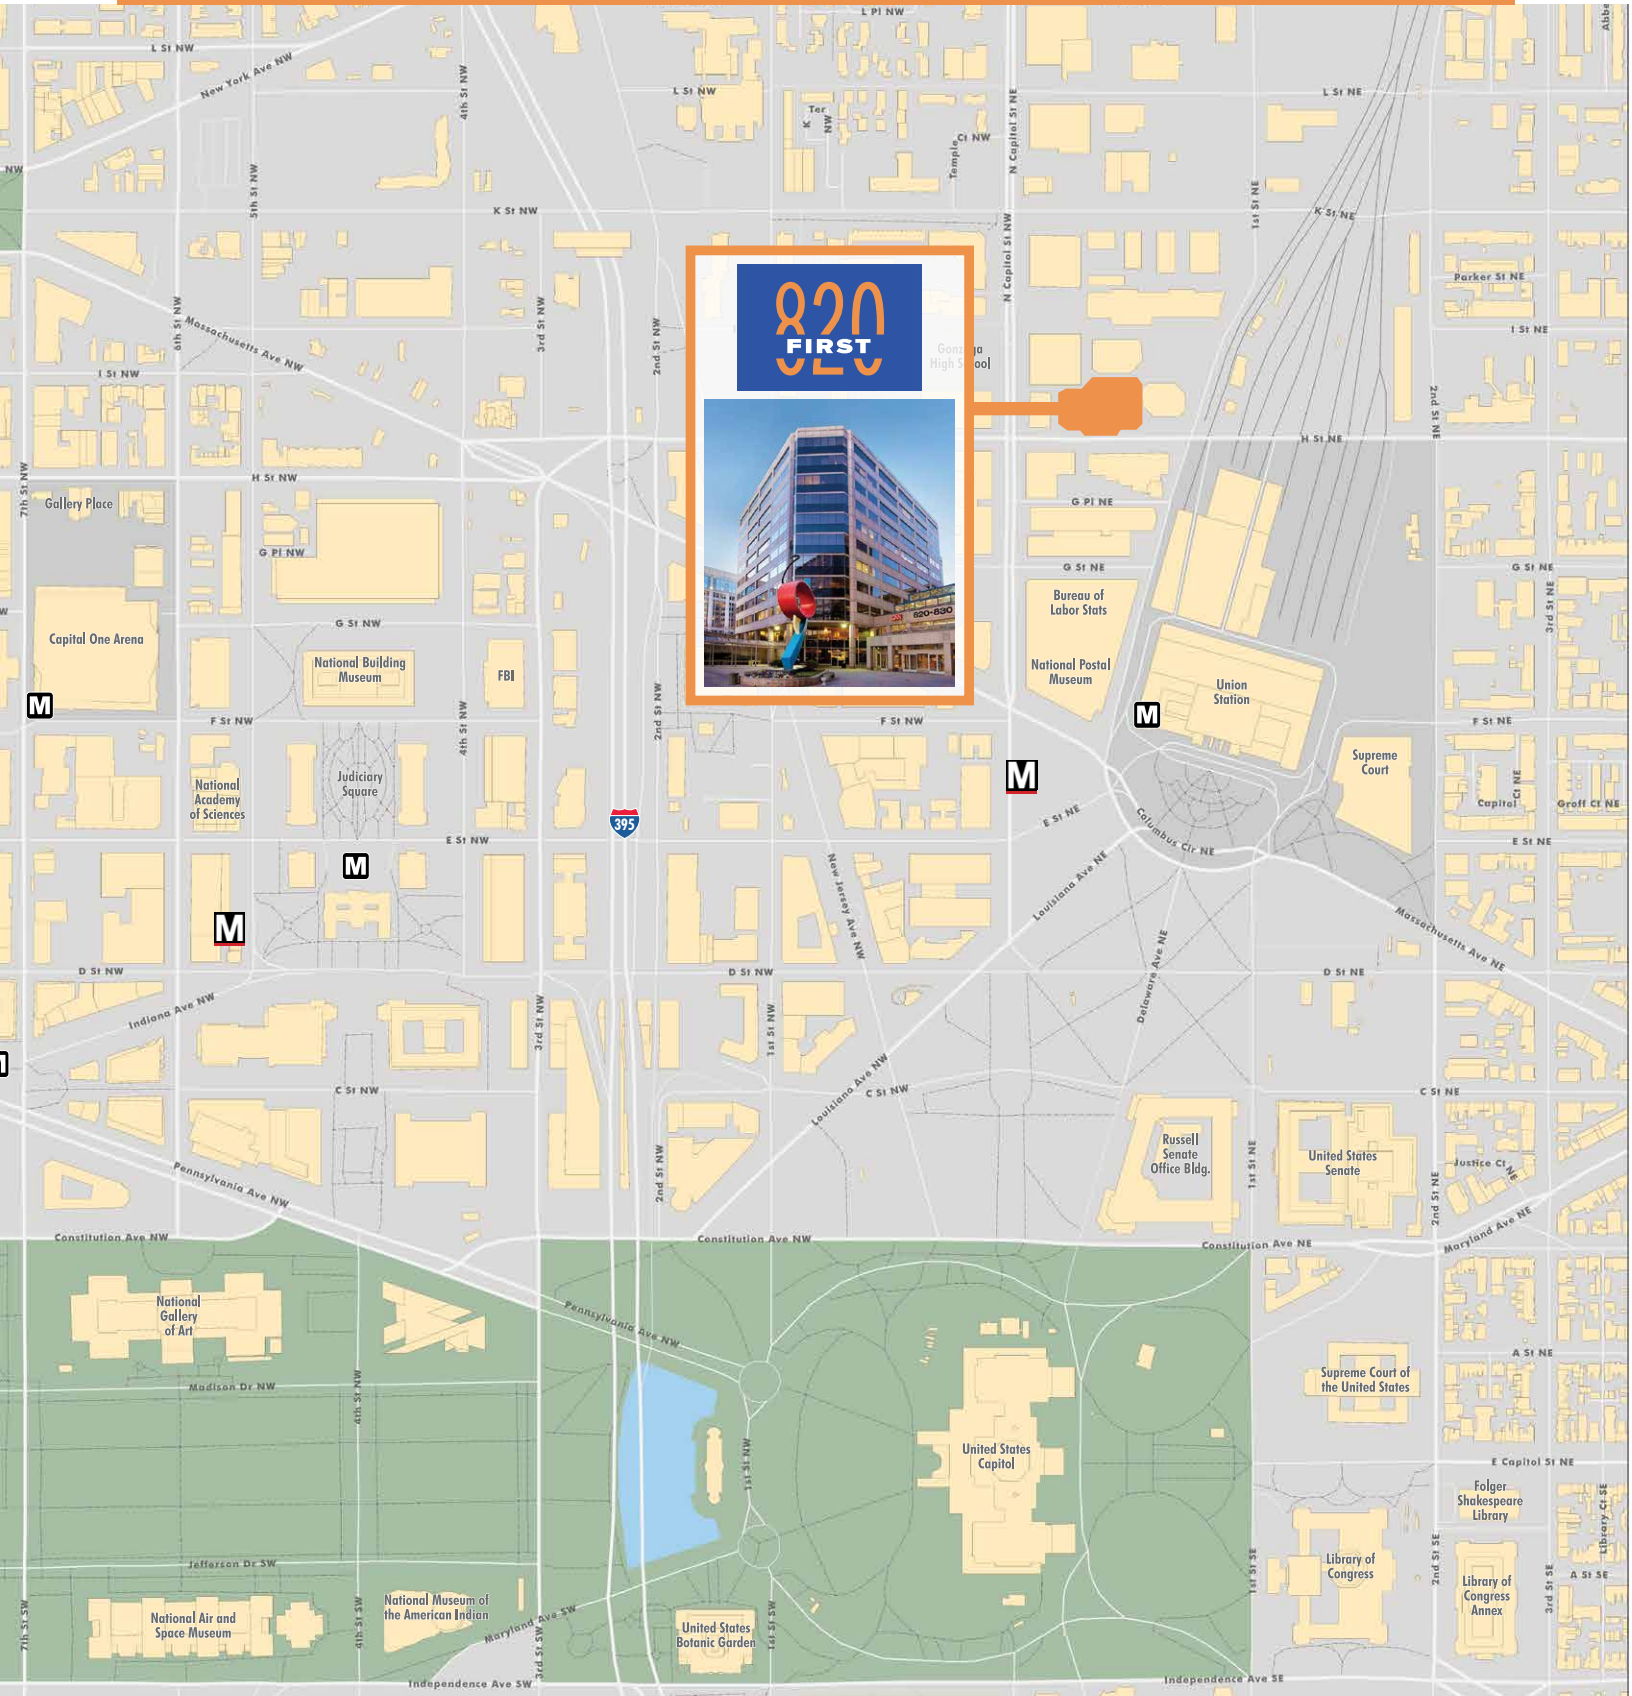 L Pl NW
L St NW
New York Ave NW
4th St NW
L St NW
K Ter NW
Temple Ct NW
N Capitol St NE
L St NE
NW
5th St NW
K St NW
1st St NE
K St NE
N Capitol St NW
Parker St NE
6th St NW
Massachusetts Ave NW
3rd St NW
2nd St NW
I St NE
820
FIRST
High School
I St NW
2nd St NE
H St NE
7th St NW
H St NW
Gallery Place
G Pl NE
G Pl NW
G St NE
G St NE
Bureau of
Labor Stats
3rd St NE
820-830
G St NW
Capital One Arena
National Building
Museum
FBI
National Postal
Museum
Union
Station
M
M
F St NW
4th St NW
2nd St NW
F St NW
F St NE
Supreme
Court
M
National
Academy
of Sciences
Judiciary
Square
Capitol Ct NE
Groff Ct NE
395
E St NE
Columbus Cir NE
E St NW
E St NE
M
M
New Jersey Ave NW
Louisiana Ave NE
Massachusetts Ave NE
D St NW
D St NW
Delaware Ave NE
D St NE
Indiana Ave NW
3rd St NW
1st St NW
C St NW
Louisiana Ave NW
C St NW
C St NE
Russell
Senate
Office Bldg.
1st St NE
United States
Senate
Justice Ct NE
Pennsylvania Ave NW
2nd St NW
2nd St NE
Maryland Ave NE
Constitution Ave NW
Constitution Ave NW
Constitution Ave NE
National
Gallery
of Art
Pennsylvania Ave NW
A St NE
Supreme Court of
the United States
Madison Dr NW
4th St NW
1st St NW
United States
Capitol
E Capitol St NE
Folger
Shakespeare
Library
Library Ct SE
Jefferson Dr SW
Library of
Congress
1st St SE
2nd St SE
A St SE
3rd St SE
Library of
Congress
Annex
7th St SW
National Air and
Space Museum
4th St SW
National Museum of
the American Indian
Maryland Ave SW
3rd St SW
United States
Botanic Garden
1st St SW
Independence Ave SW
Independence Ave SE